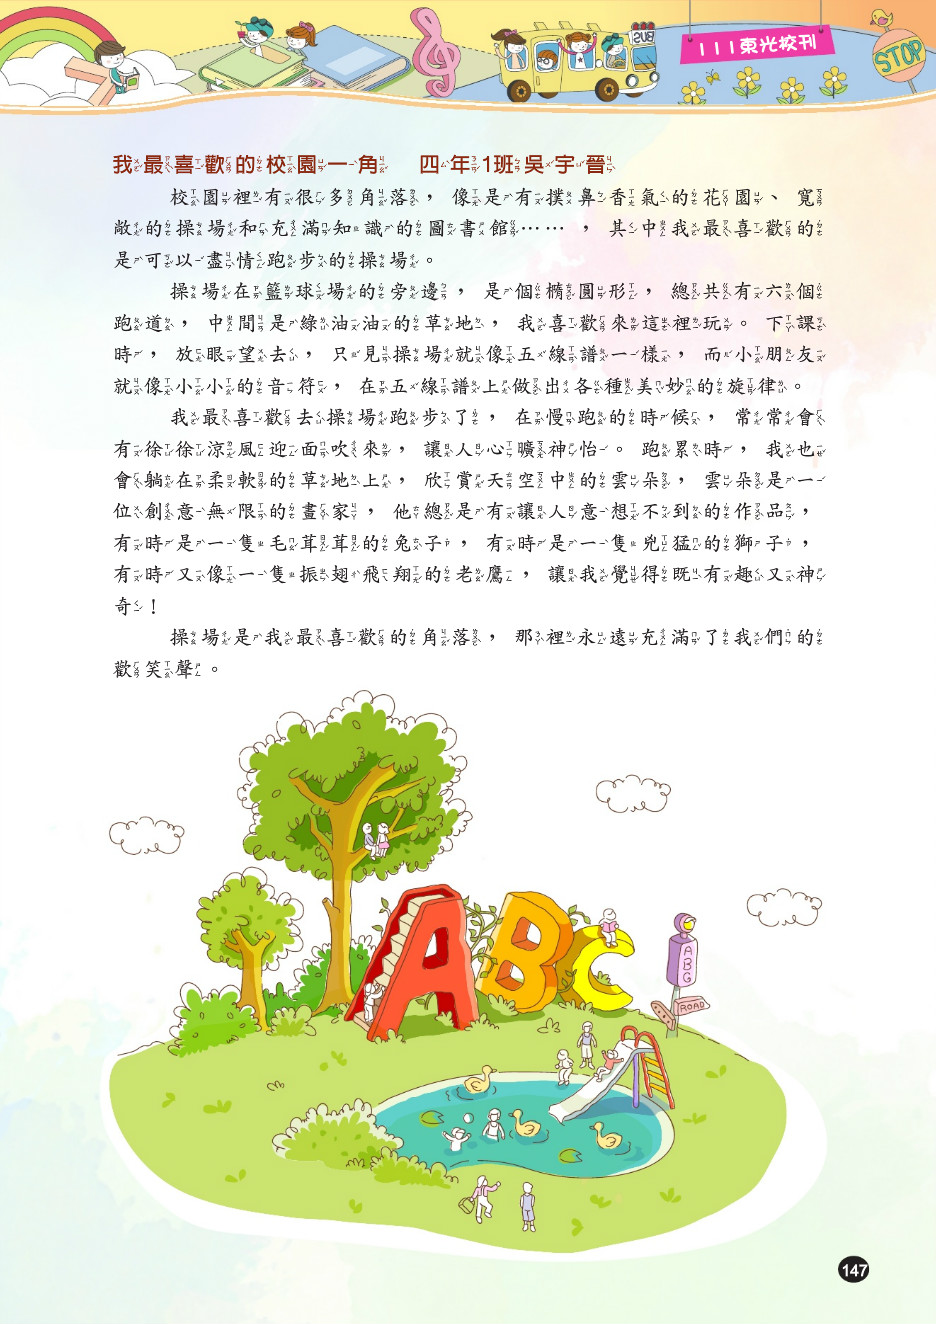 BUS
111東光校刊
STOP
我最喜歡的校園一角 四年1班吳宇晉
校園裡有很多角落，像是有撲鼻香氣的花園、寬
敞的操場和充滿知識的圖書館……，其中我最喜歡的
是可以盡情跑步的操場。
操場在籃球場的旁邊，是個橢圓形，總共有六個
跑道，中間是綠油油的草地，我喜歡來這裡玩。下課
時，放眼望去，只見操場就像五線譜一樣，而小朋友
就像小小的音符，在五線譜上做出各種美妙的旋律。
我最喜歡去操場跑步了，在慢跑的時候，常常會
有徐徐涼風迎面吹來，讓人心曠神怡。跑累時，我也
會躺在柔軟的草地上，欣賞天空中的雲朵，雲朵是一
位創意無限的畫家，他總是有讓人意想不到的作品，
有時是一隻毛茸茸的兔子，有時是一隻兇猛的獅子，
有時又像一隻振翅飛翔的老鷹，讓我覺得既有趣又神
奇！
操場是我最喜歡的角落，那裡永遠充滿了我們的
歡笑聲。
ABC
ABG
ROAD
147